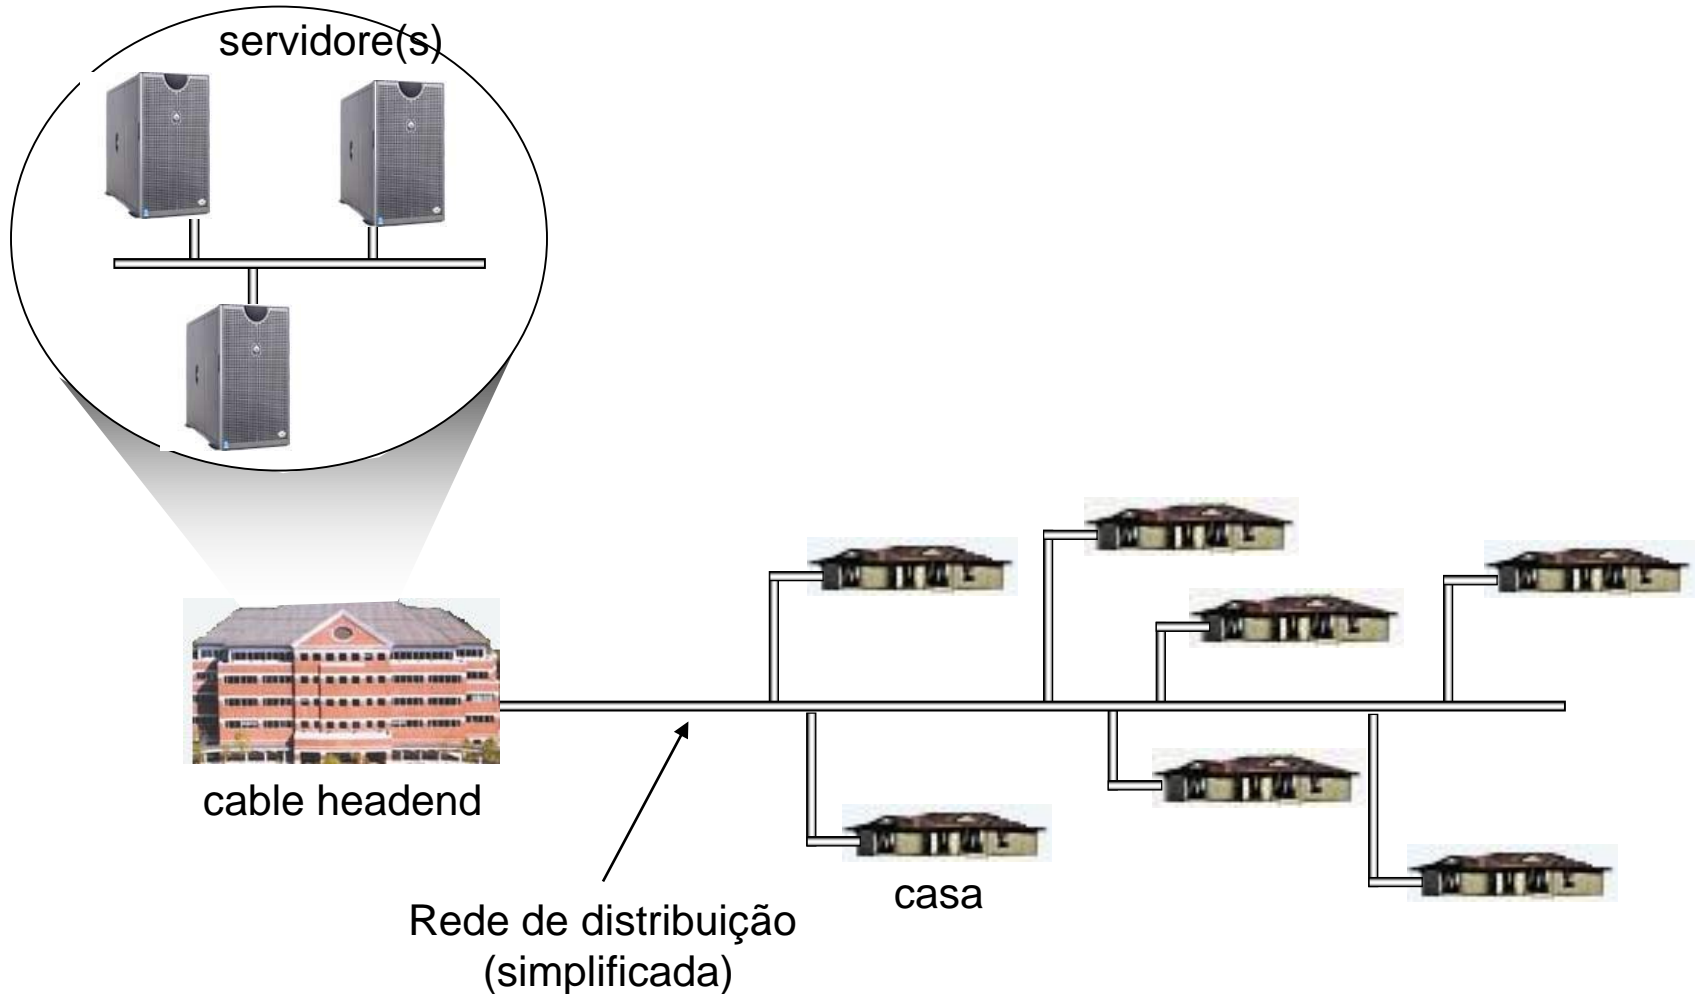 servidore(s)
cable headend
casa
Rede de distribuição
(simplificada)